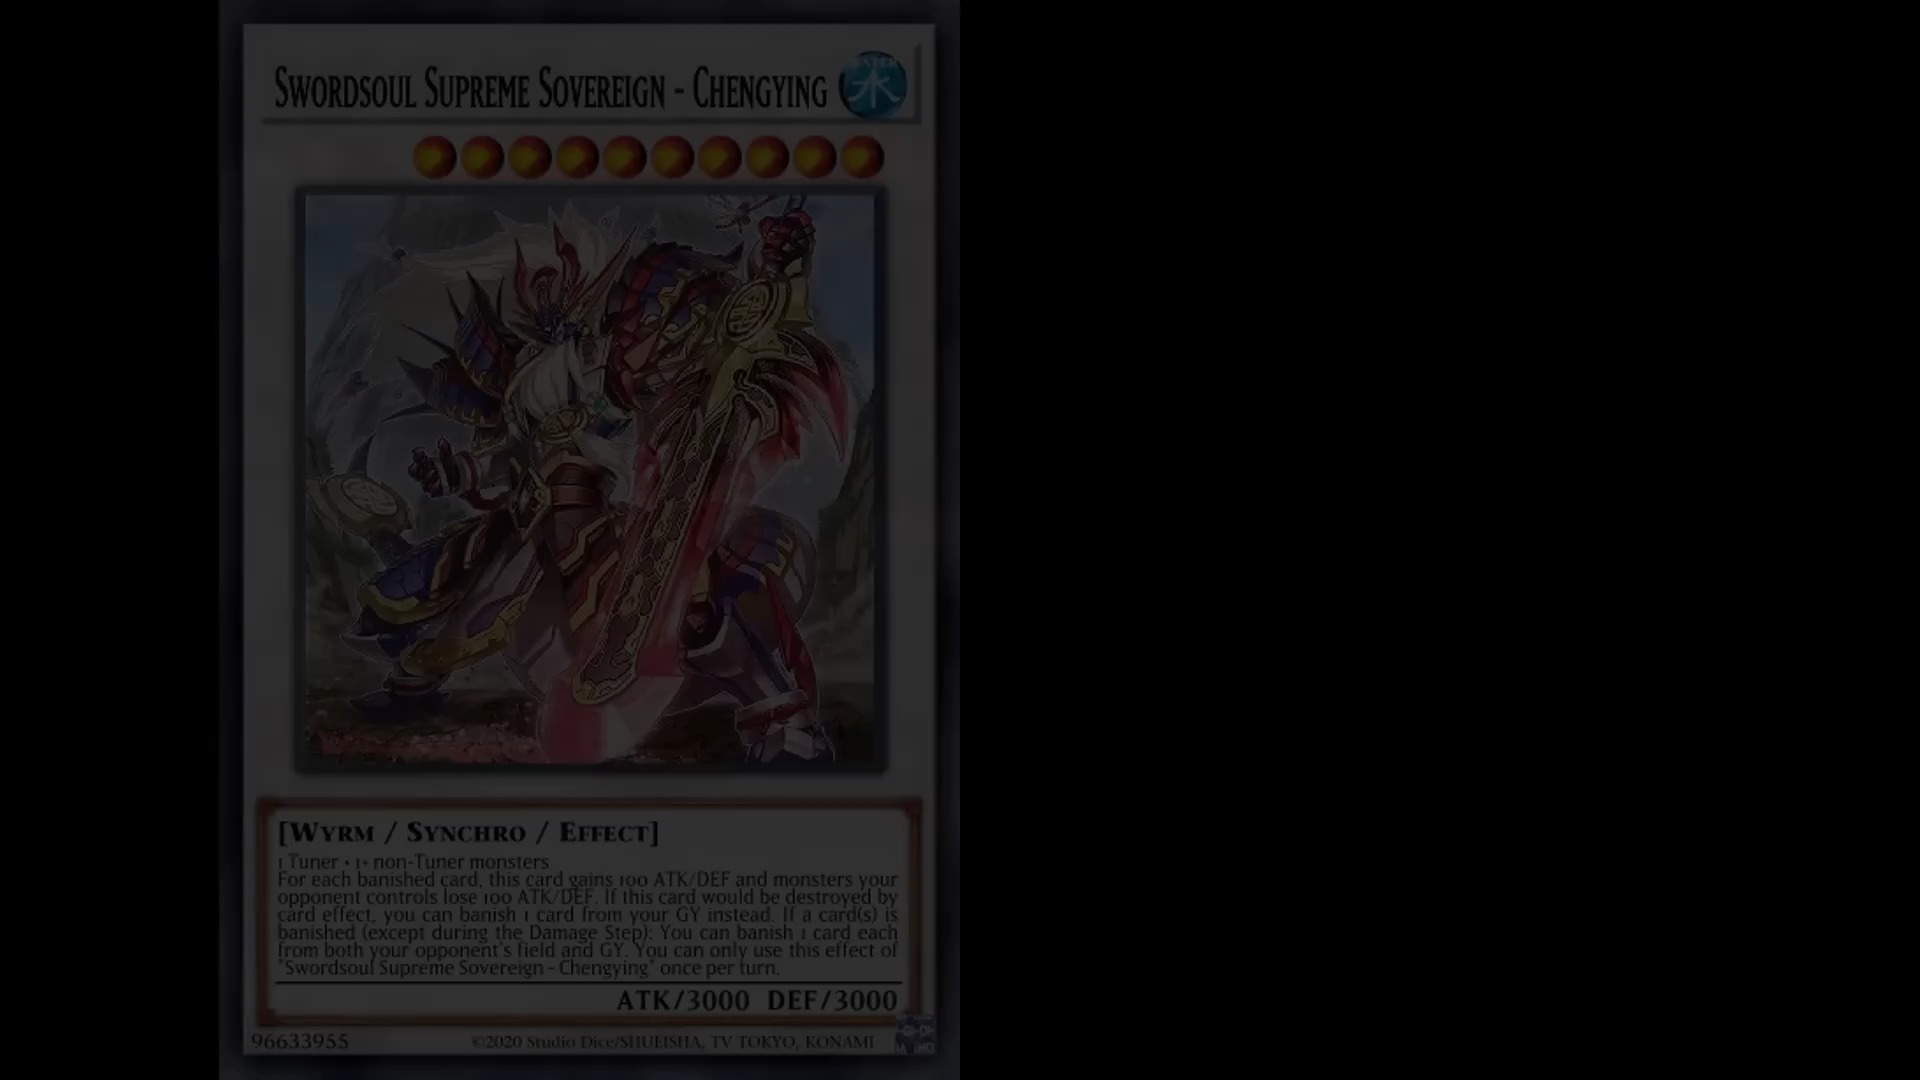 Swordsoul Supreme Sovereign - Chengying
WATER
水
[Wyrm / Synchro / Effect]
1 Tuner + 1+ non-Tuner monsters
For each banished card, this card gains 100 ATK/DEF and monsters your
opponent controls lose 100 ATK/DEF. If this card would be destroyed by
card effect, you can banish 1 card from your GY instead. If a card(s) is
banished (except during the Damage Step): You can banish 1 card each
from both your opponent's field and GY. You can only use this effect of
"Swordsoul Supreme Sovereign - Chengying" once per turn.
ATK/3000 DEF/3000
96633955
©2020 Studio Dice/SHUEISHA, TV TOKYO, KONAMI